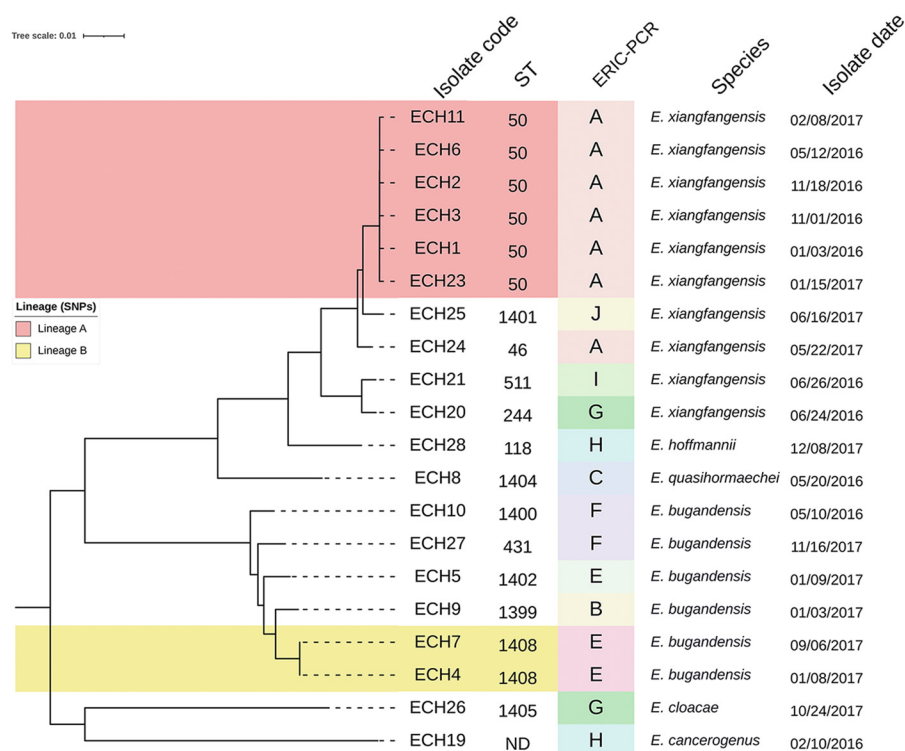 Tree scale: 0.01
Isolate code ST ERIC-PCR Species Isolate date
ECH11 50 A E. xiangfangensis 02/08/2017
ECH6 50 A E. xiangfangensis 05/12/2016
ECH2 50 A E. xiangfangensis 11/18/2016
ECH3 50 A E. xiangfangensis 11/01/2016
ECH1 50 A E. xiangfangensis 01/03/2016
ECH23 50 A E. xiangfangensis 01/15/2017
Lineage (SNPs)
Lineage A
Lineage B
ECH25 1401 J E. xiangfangensis 06/16/2017
ECH24 46 A E. xiangfangensis 05/22/2017
ECH21 511 I E. xiangfangensis 06/26/2016
ECH20 244 G E. xiangfangensis 06/24/2016
ECH28 118 H E. hoffmannii 12/08/2017
ECH8 1404 C E. quasihormaechei 05/20/2016
ECH10 1400 F E. bugandensis 05/10/2016
ECH27 431 F E. bugandensis 11/16/2017
ECH5 1402 E E. bugandensis 01/09/2017
ECH9 1399 B E. bugandensis 01/03/2017
ECH7 1408 E E. bugandensis 09/06/2017
ECH4 1408 E E. bugandensis 01/08/2017
ECH26 1405 G E. cloacae 10/24/2017
ECH19 ND H E. cancerogenus 02/10/2016